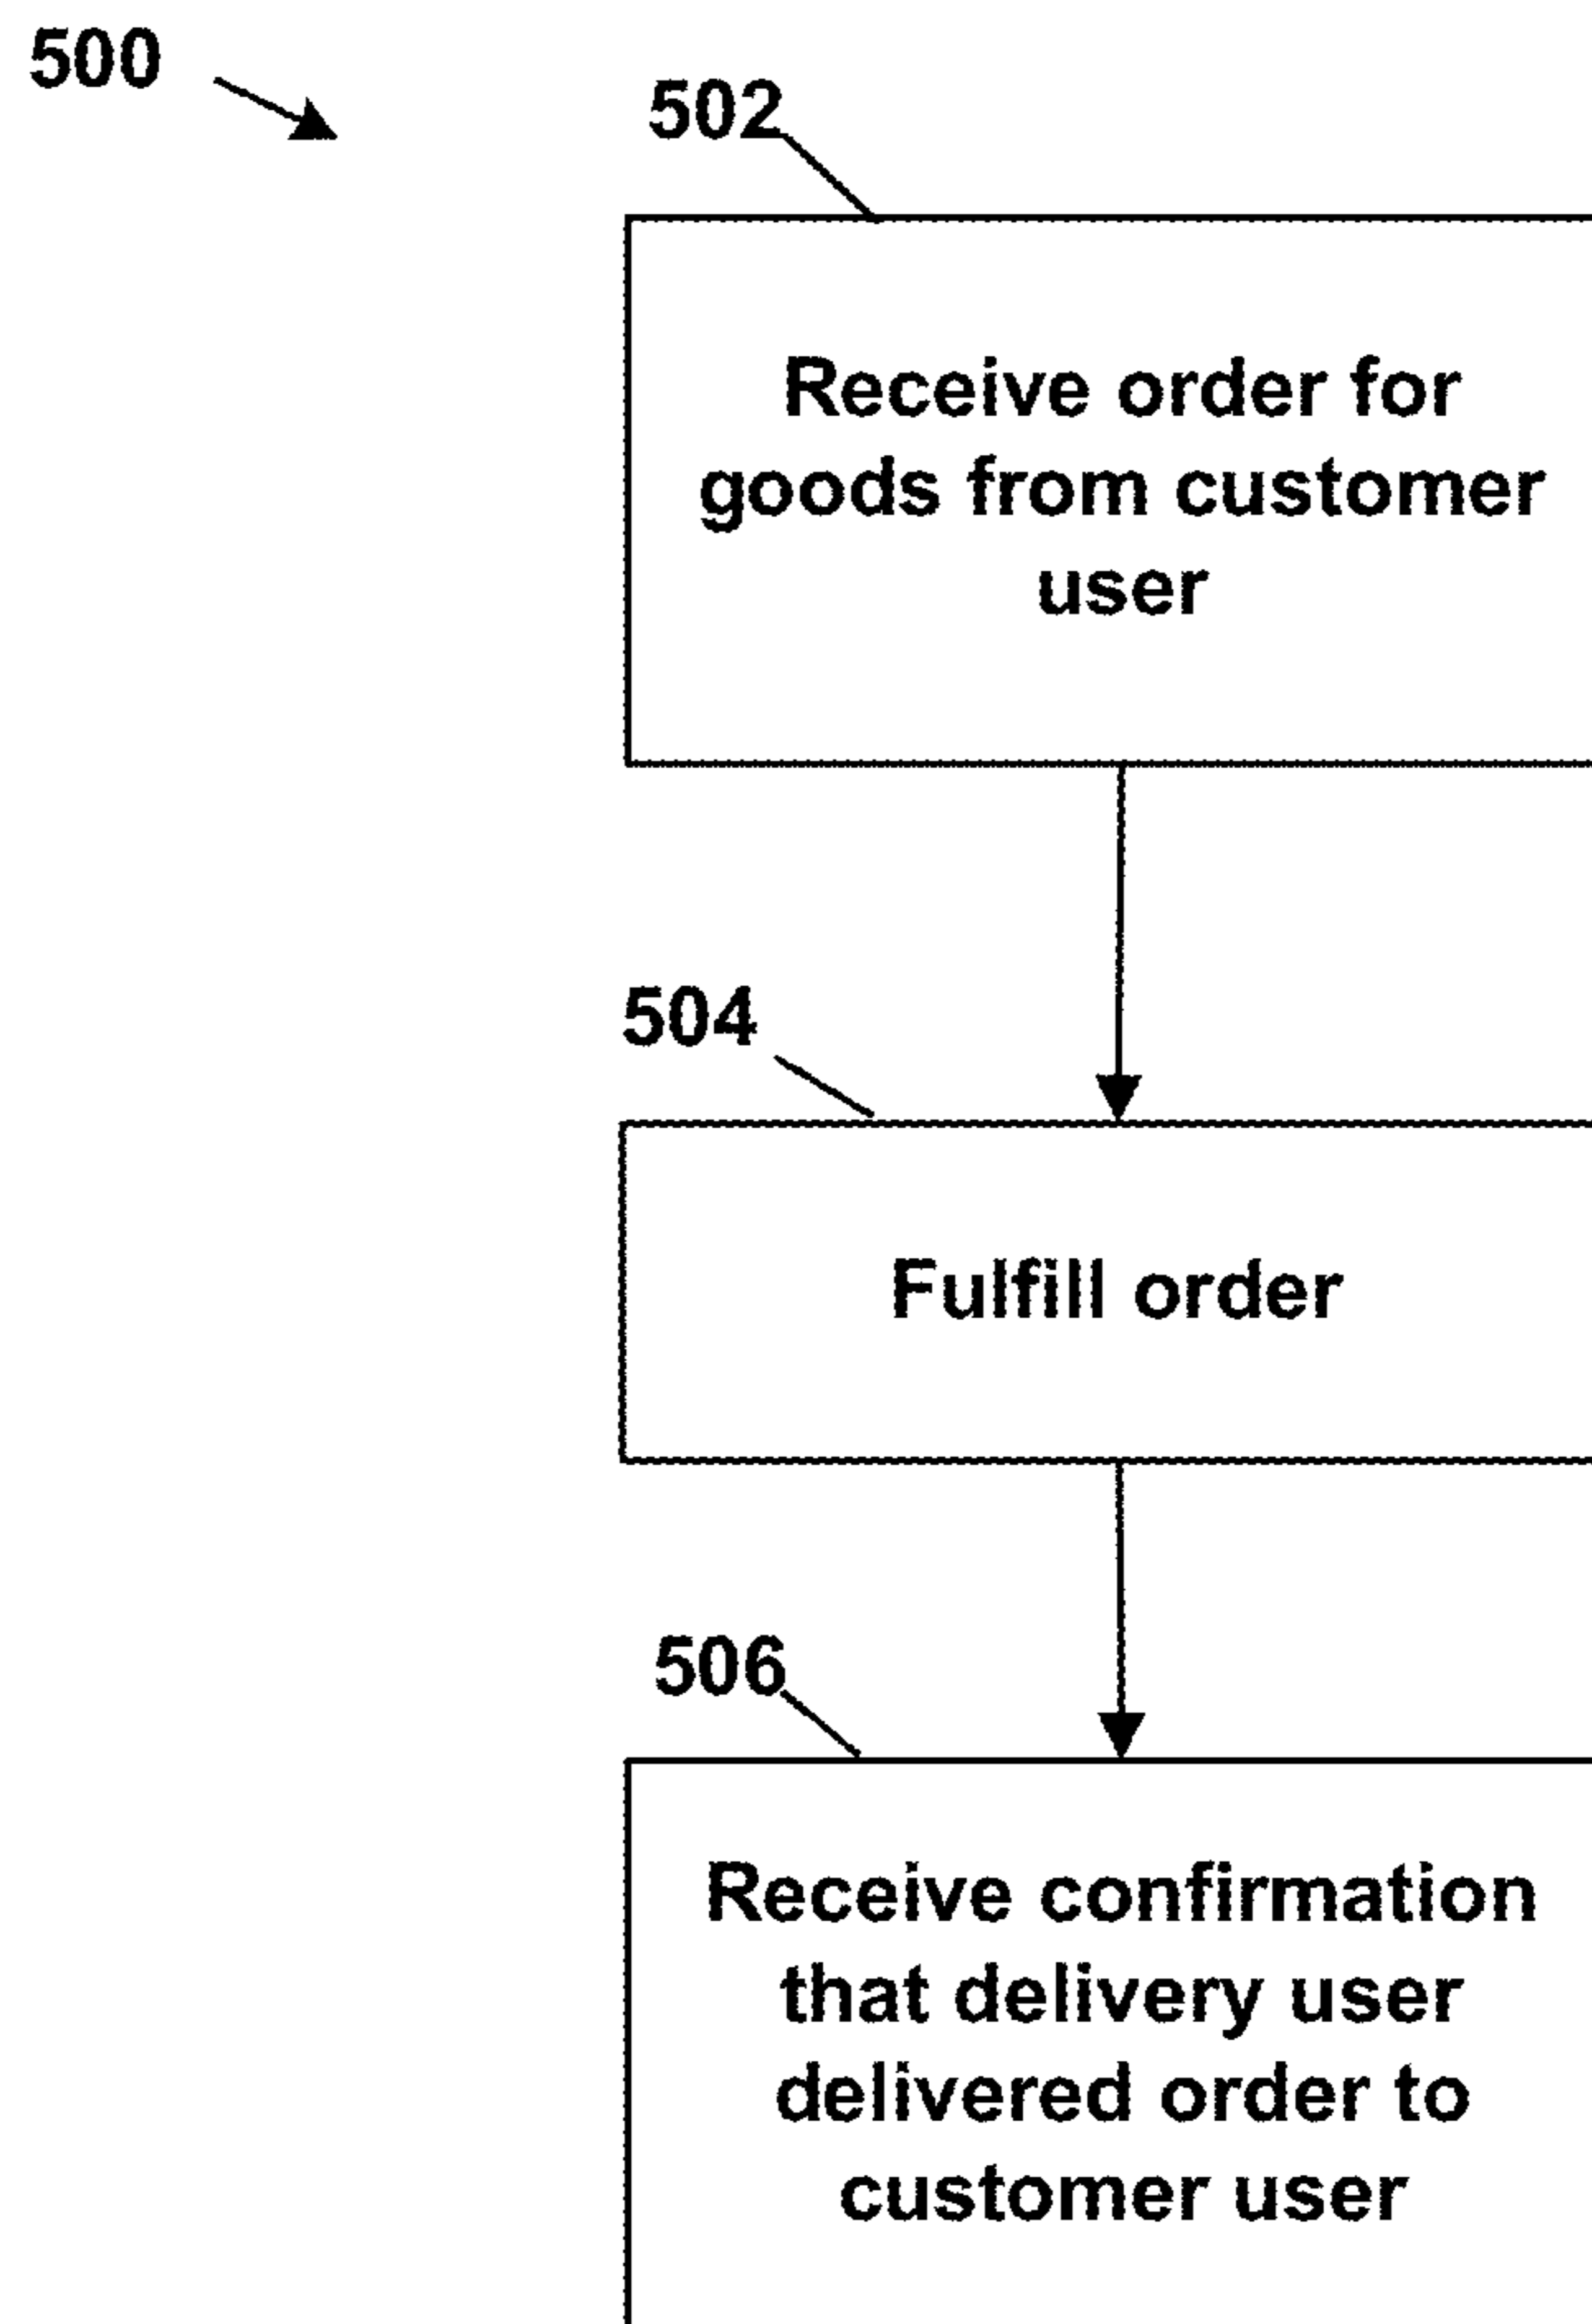 500
502
Receive order for
goods from customer
user
504
Fulfill order
506
Receive confirmation
that delivery user
delivered order to
customer user